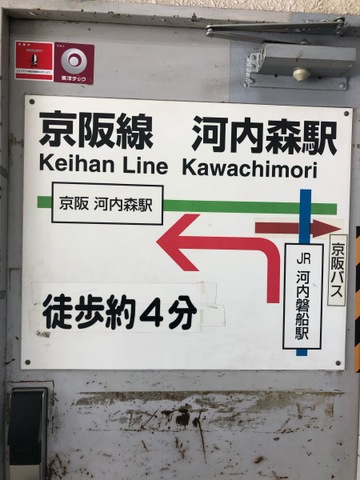 京阪線 河内森駅
Keihan Line Kawachimori
京阪 河内森駅
JR 河内磐船駅
京阪バス
徒歩約4分